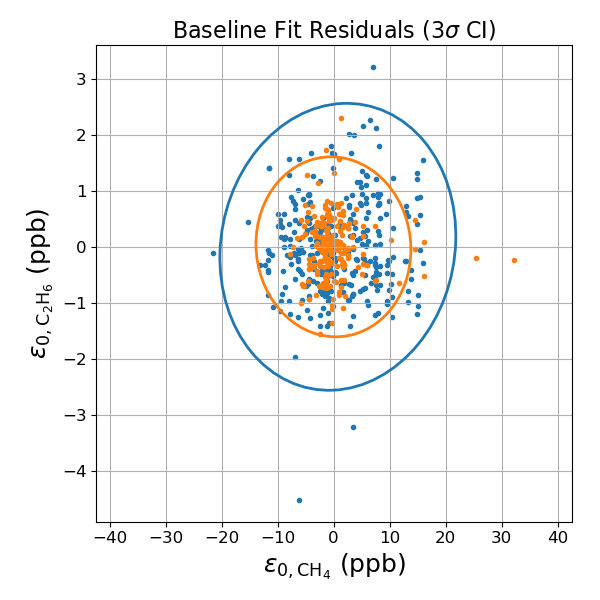 Baseline Fit Residuals (3σ CI)
ε₀, C₂H₆ (ppb)
3
2
1
0
−1
−2
−3
−4
−40 −30 −20 −10 0 10 20 30 40
ε₀, CH₄ (ppb)